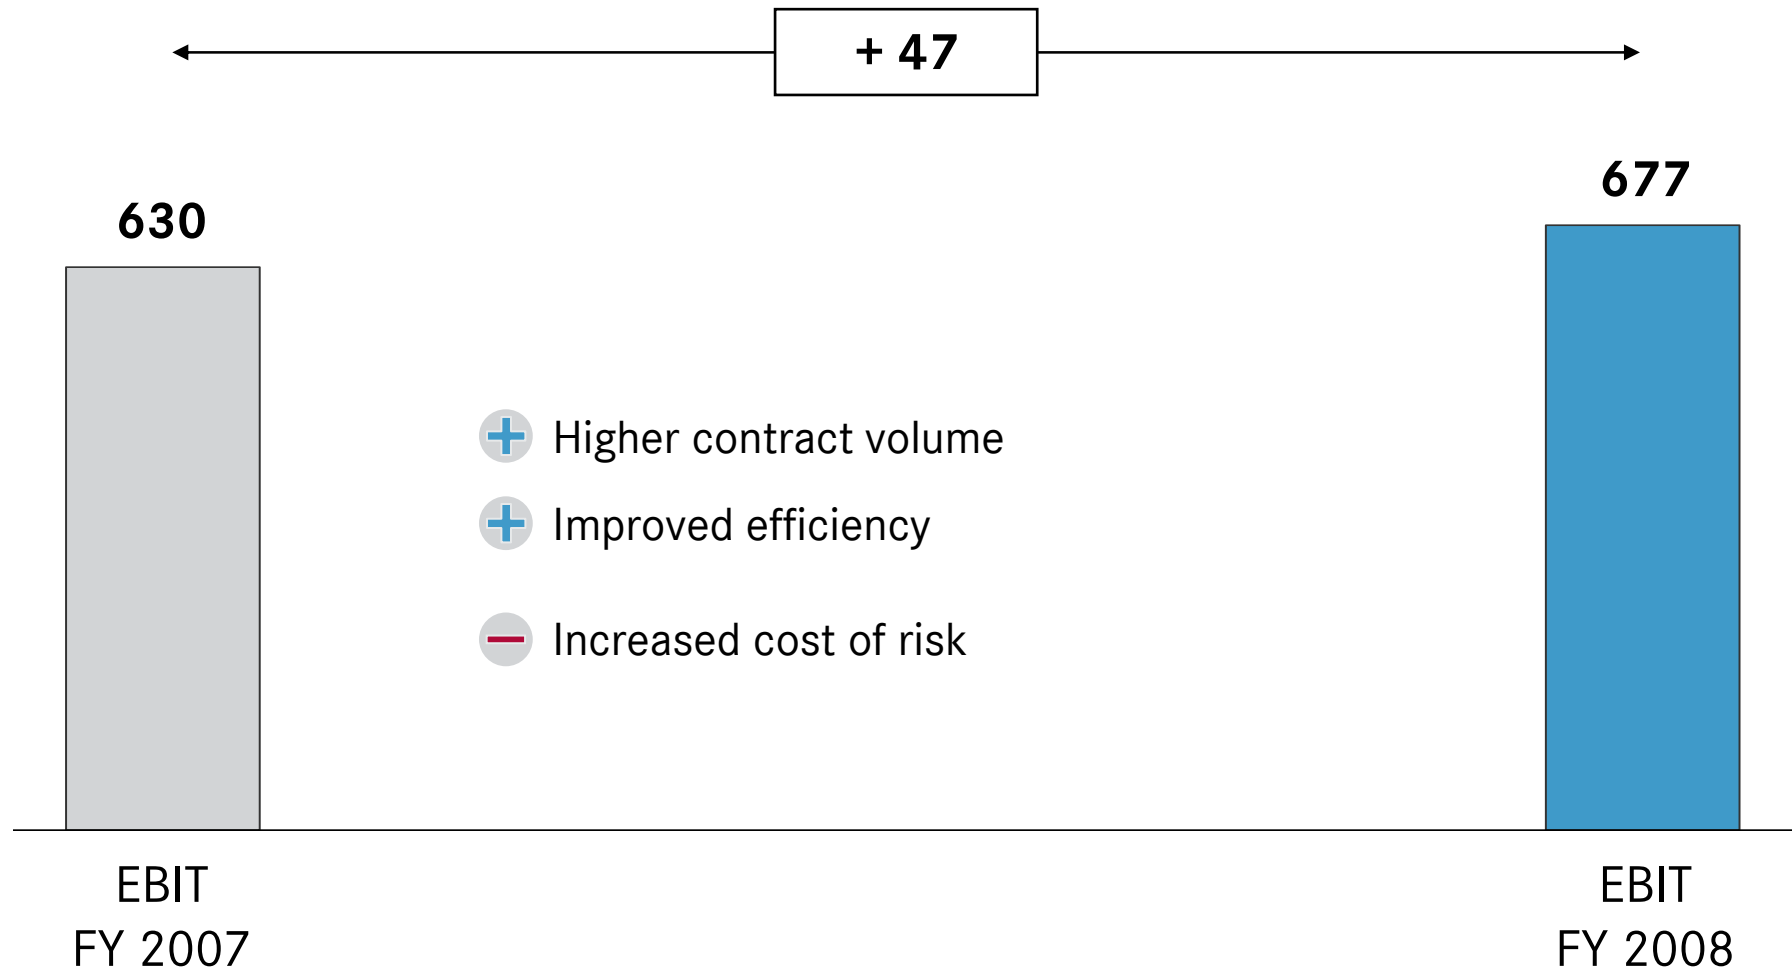 + 47
630
677
Higher contract volume
Improved efficiency
Increased cost of risk
EBIT
FY 2007
EBIT
FY 2008